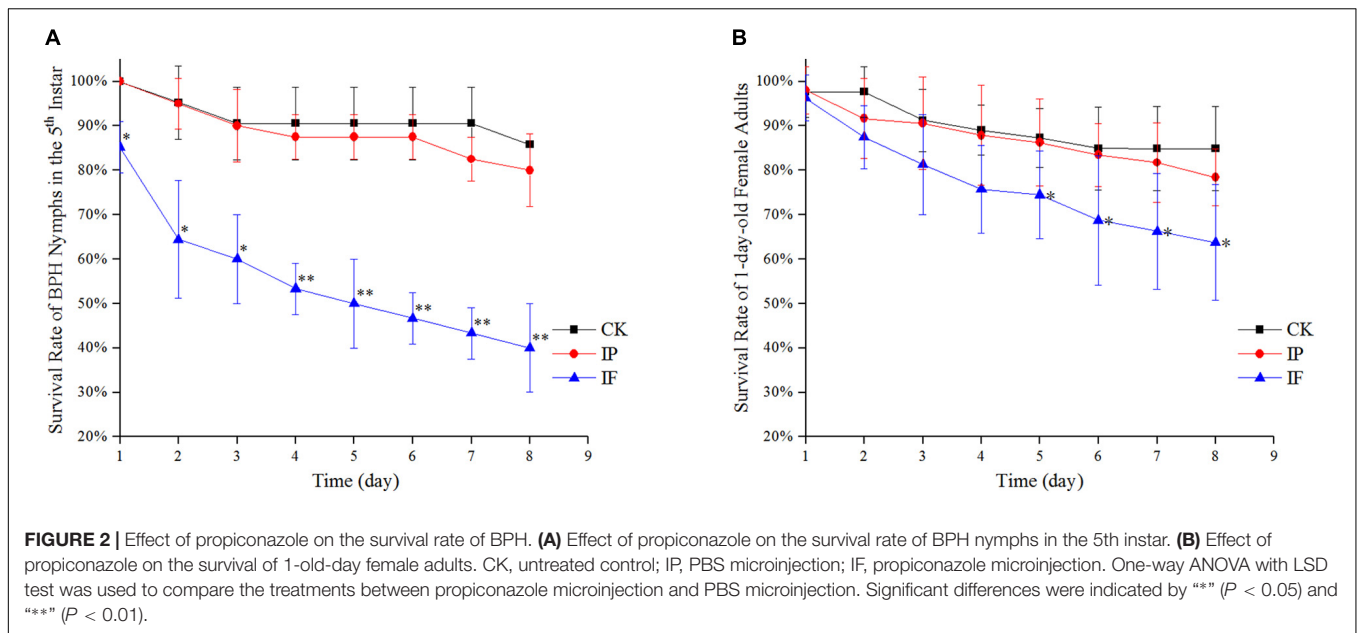 A
Survival Rate of BPH Nymphs in the 5th Instar
100%
90%
80%
70%
60%
50%
40%
30%
20%
*
*
*
**
**
**
**
**
CK
IP
IF
1 2 3 4 5 6 7 8 9
Time (day)
B
Survival Rate of 1-day-old Female Adults
100%
90%
80%
70%
60%
50%
40%
30%
20%
*
*
*
*
CK
IP
IF
1 2 3 4 5 6 7 8 9
Time (day)
FIGURE 2 | Effect of propiconazole on the survival rate of BPH. (A) Effect of propiconazole on the survival rate of BPH nymphs in the 5th instar. (B) Effect of
propiconazole on the survival of 1-old-day female adults. CK, untreated control; IP, PBS microinjection; IF, propiconazole microinjection. One-way ANOVA with LSD
test was used to compare the treatments between propiconazole microinjection and PBS microinjection. Significant differences were indicated by “*” (P < 0.05) and
“**” (P < 0.01).